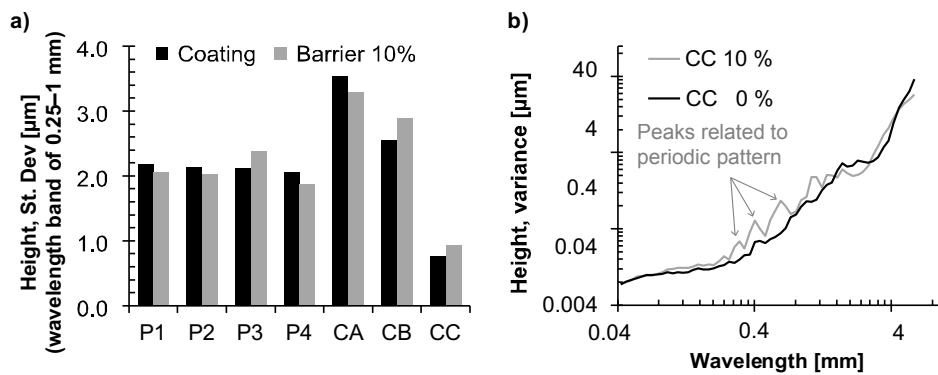 a)
Height, St. Dev [µm]
(wavelength band of 0.25–1 mm)
4.0
3.0
2.0
1.0
0.0
Coating
Barrier 10%
P1 P2 P3 P4 CA CB CC
b)
Height, variance [µm]
40
4
0.4
0.04
0.004
CC 10 %
CC 0 %
Peaks related to
periodic pattern
0.04 0.4 4
Wavelength [mm]